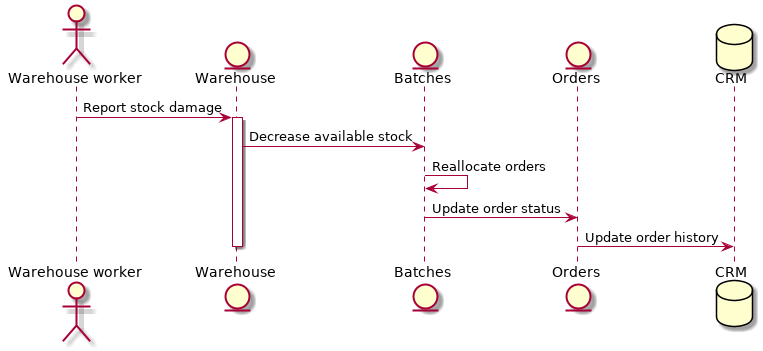 Warehouse worker
Warehouse
Batches
Orders
CRM
Report stock damage
Decrease available stock
Reallocate orders
Update order status
Update order history
Warehouse worker
Warehouse
Batches
Orders
CRM